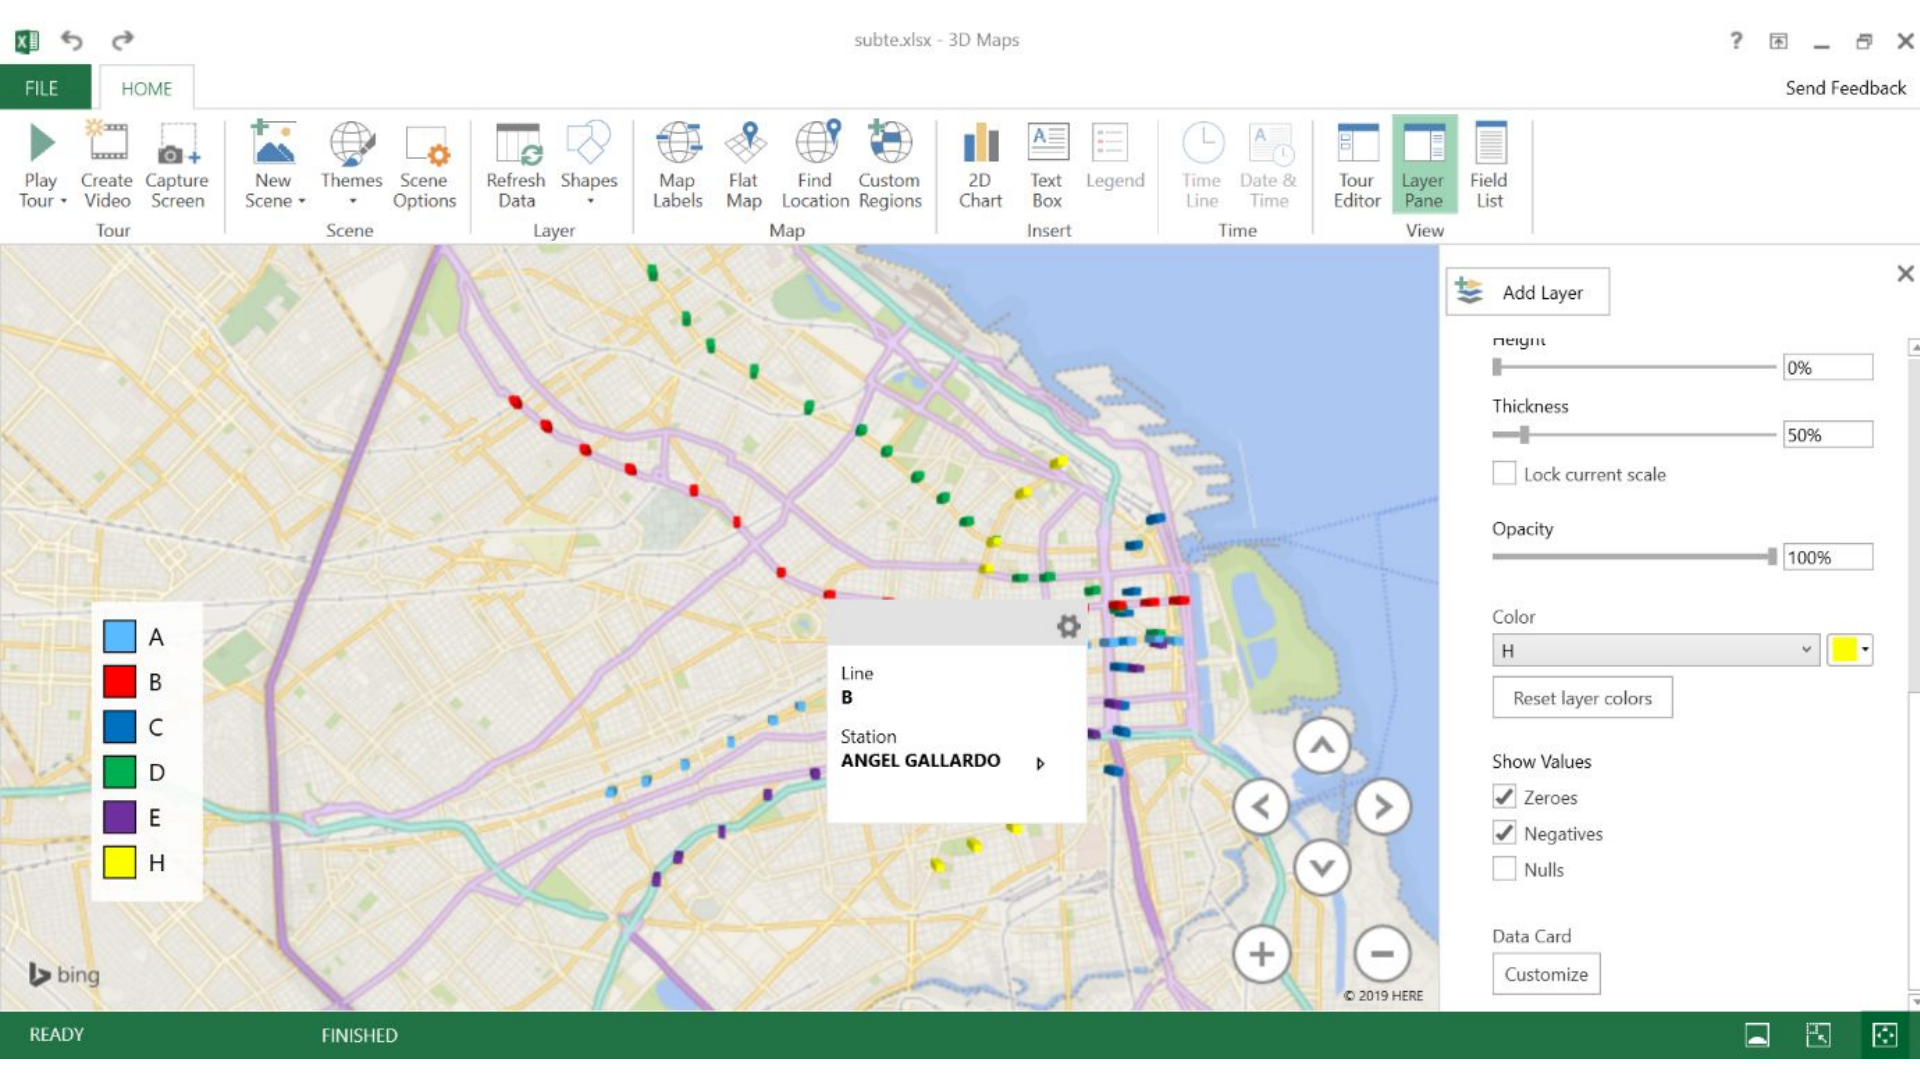 subte.xlsx - 3D Maps
?
FILE
HOME
Send Feedback
Play Tour
Create Video
Capture Screen
Tour
New Scene
Themes
Scene Options
Scene
Refresh Data
Shapes
Layer
Map Labels
Flat Map
Find Location
Custom Regions
Map
2D Chart
Text Box
Legend
Insert
Time Line
Date & Time
Time
Tour Editor
Layer Pane
Field List
View
A
B
C
D
E
H
Line
B
Station
ANGEL GALLARDO
bing
© 2019 HERE
Add Layer
Height
0%
Thickness
50%
Lock current scale
Opacity
100%
Color
H
Reset layer colors
Show Values
Zeroes
Negatives
Nulls
Data Card
Customize
READY
FINISHED